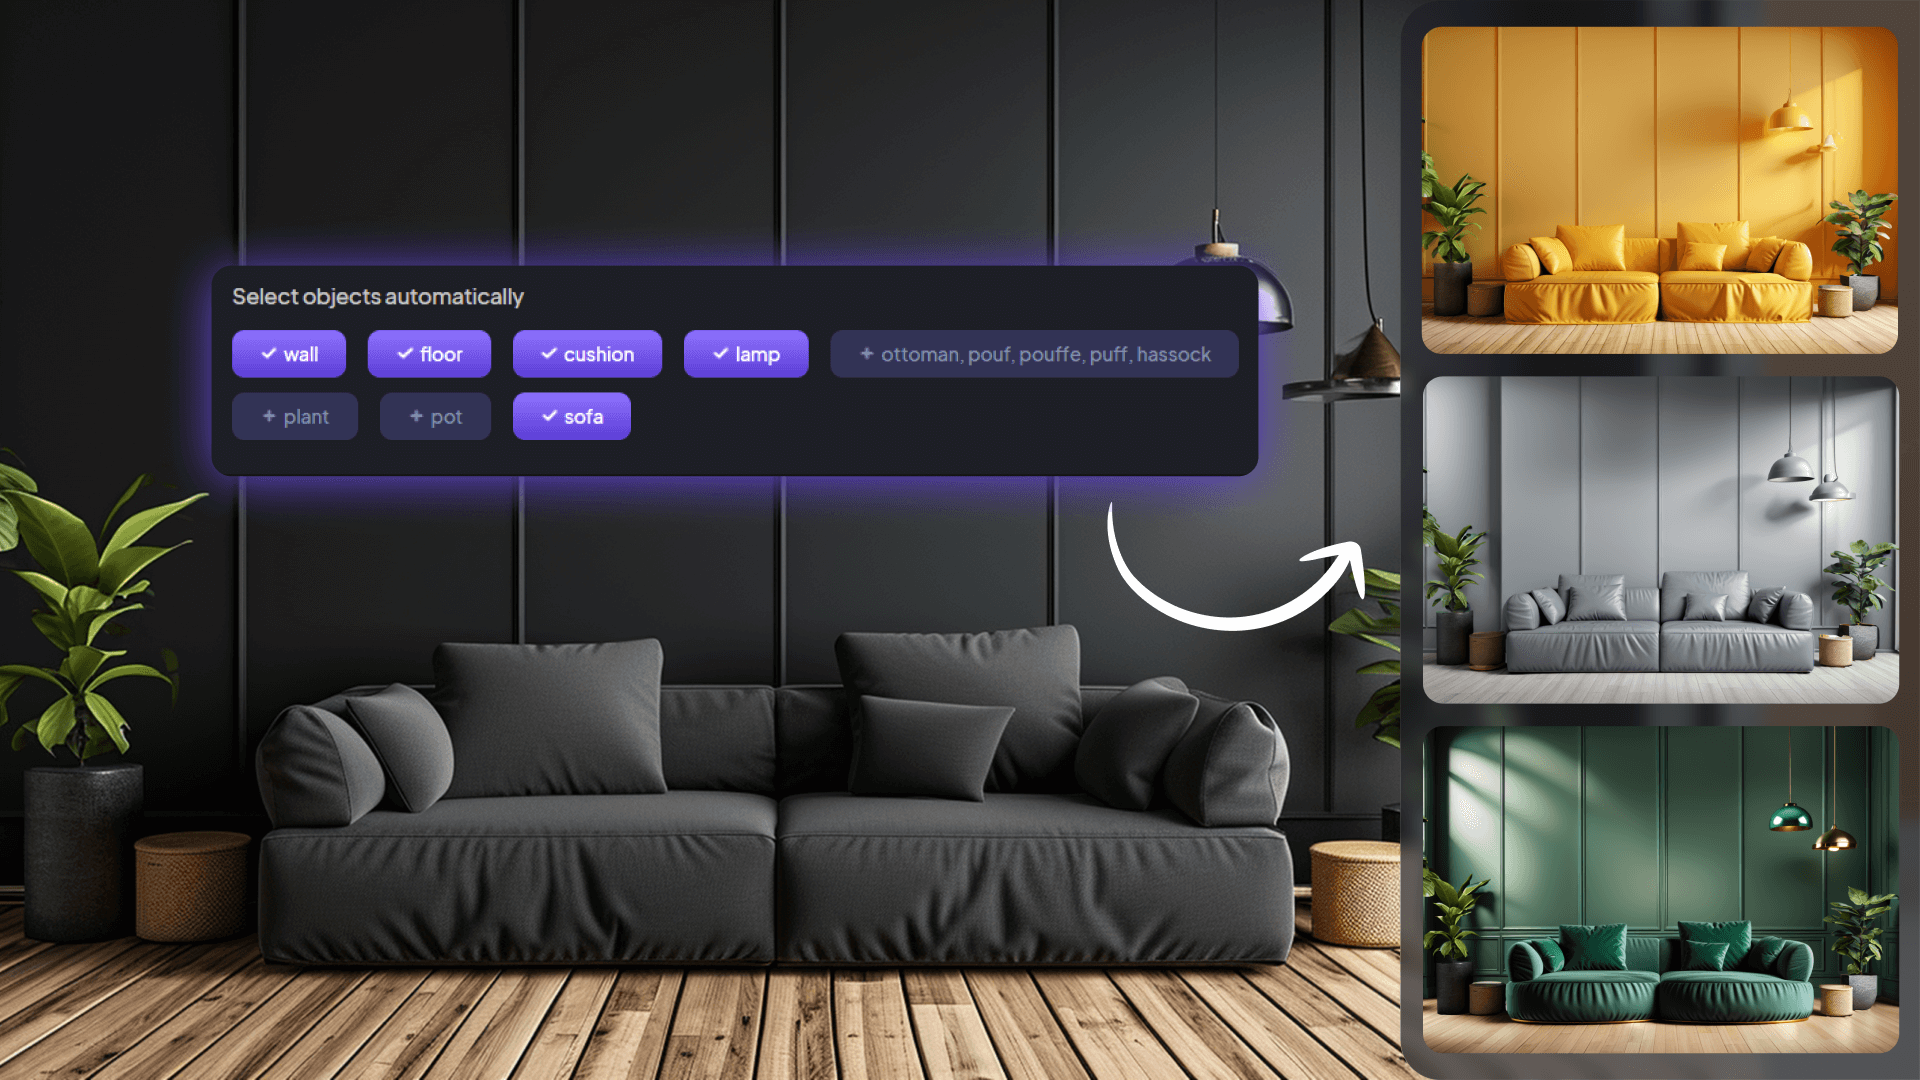 Select objects automatically
✓ wall ✓ floor ✓ cushion ✓ lamp + ottoman, pouf, pouffe, puff, hassock
+ plant + pot ✓ sofa